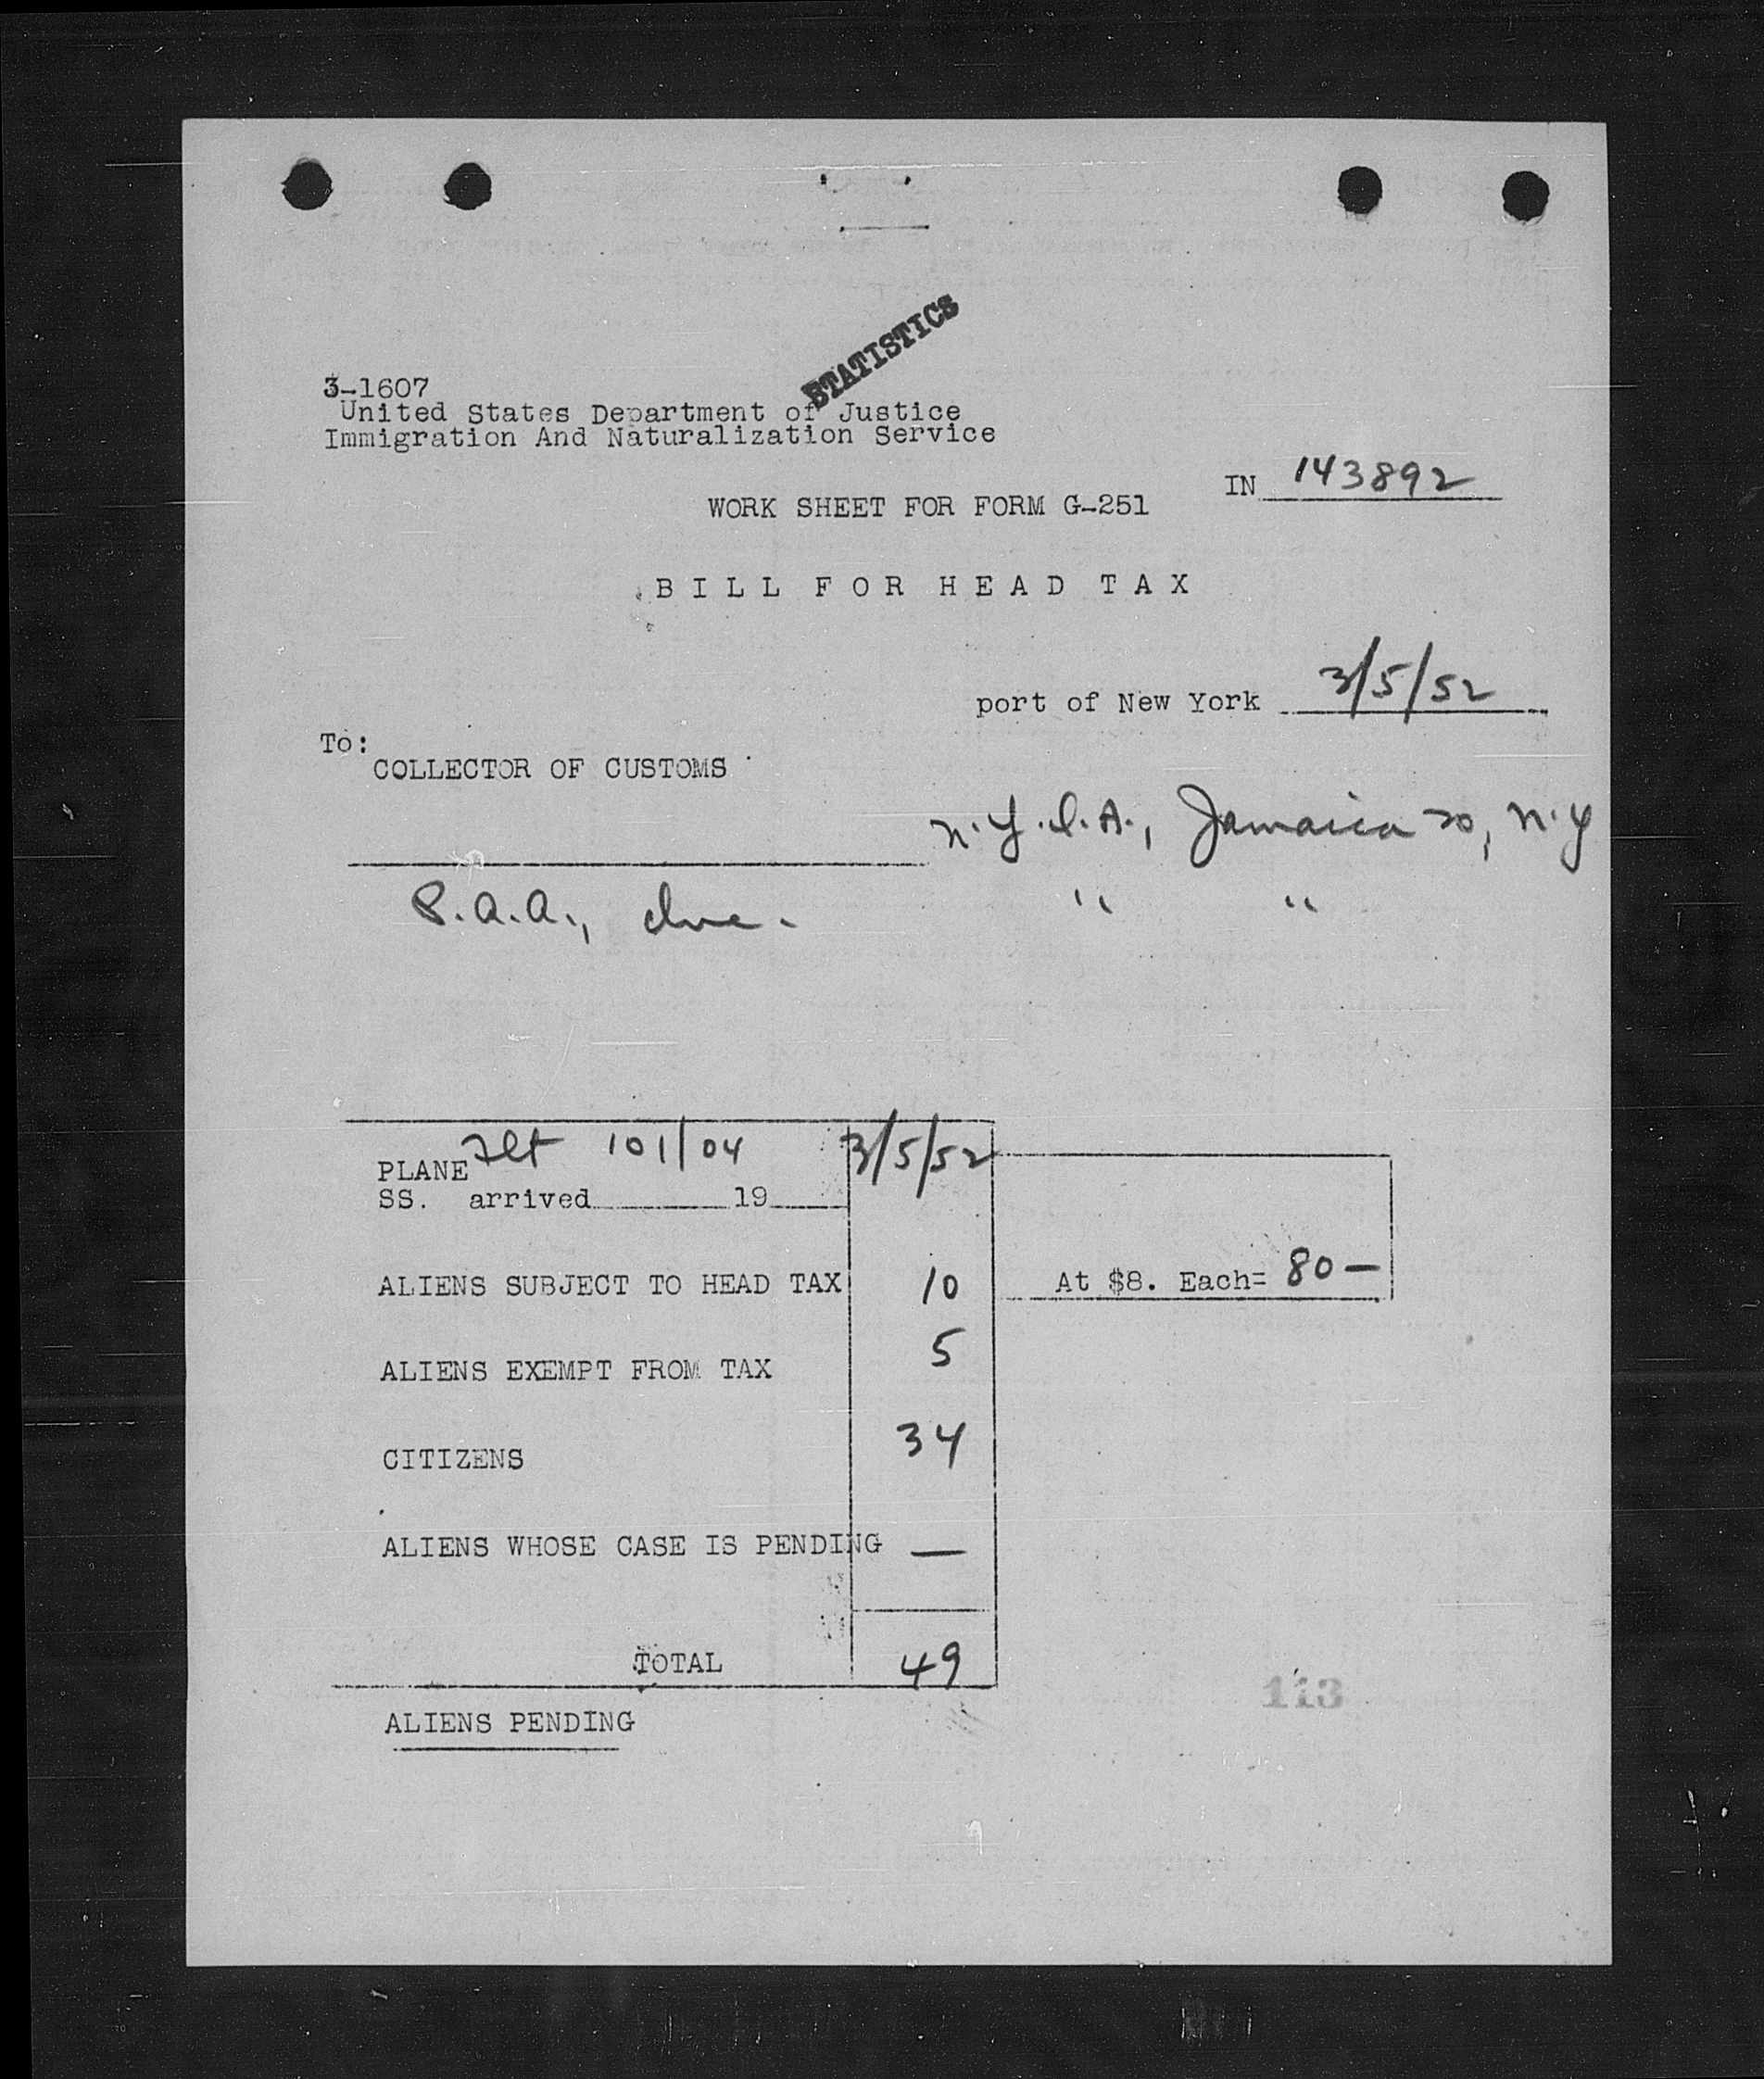 STATISTICS
3-1607
United States Department of Justice
Immigration And Naturalization Service
IN 143892
WORK SHEET FOR FORM G-251
BILL FOR HEAD TAX
port of New York 3/5/52
To:
COLLECTOR OF CUSTOMS
N.Y.I.A., Jamaica 30, N.Y
P.A.A., Inc. " "
PLANE Flt 101/04 3/5/52
SS. arrived 19
ALIENS SUBJECT TO HEAD TAX 10 At $8. Each= 80—
ALIENS EXEMPT FROM TAX 5
CITIZENS 34
ALIENS WHOSE CASE IS PENDING —
TOTAL 49
113
ALIENS PENDING